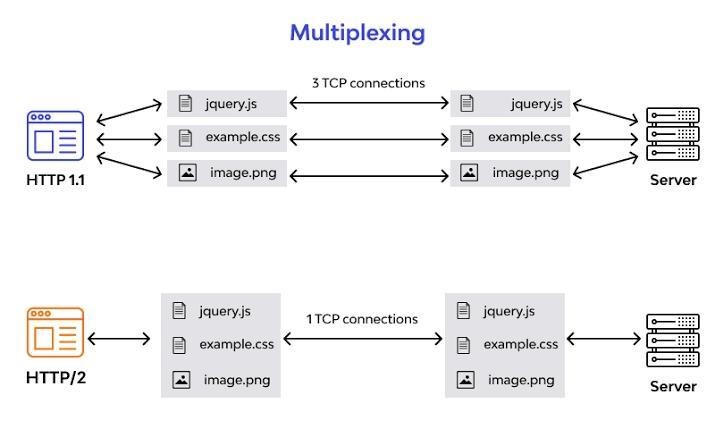 Multiplexing
3 TCP connections
jquery.js
jquery.js
example.css
example.css
image.png
image.png
HTTP 1.1
Server
jquery.js
1 TCP connections
jquery.js
example.css
example.css
image.png
image.png
HTTP/2
Server